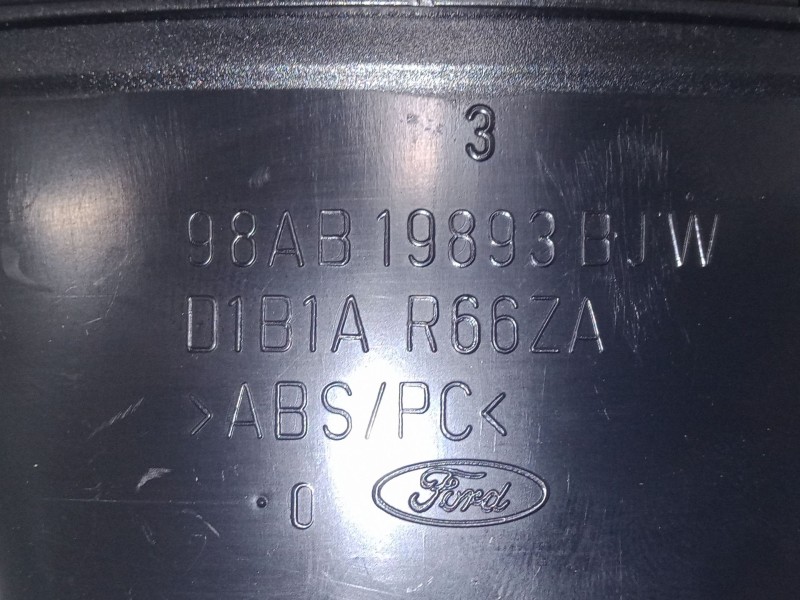 3
98AB 19893 BJW
D1B1A R66ZA
>ABS/PC<
0 Ford